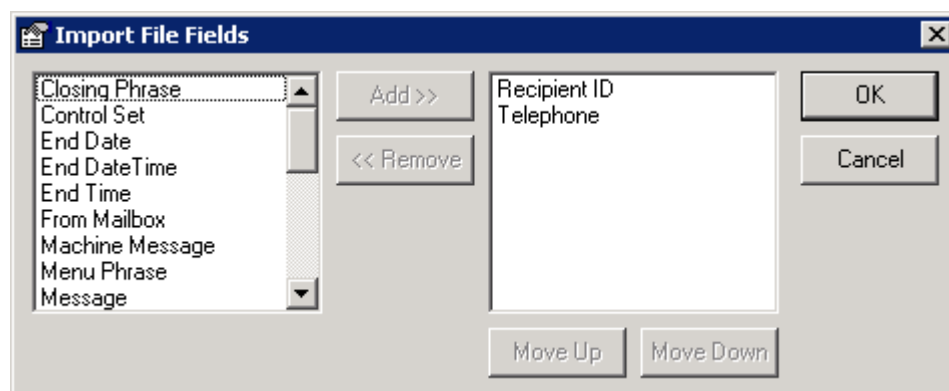 Import File Fields
Closing Phrase
Control Set
End Date
End DateTime
End Time
From Mailbox
Machine Message
Menu Phrase
Message
Add >>
<< Remove
Recipient ID
Telephone
OK
Cancel
Move Up
Move Down